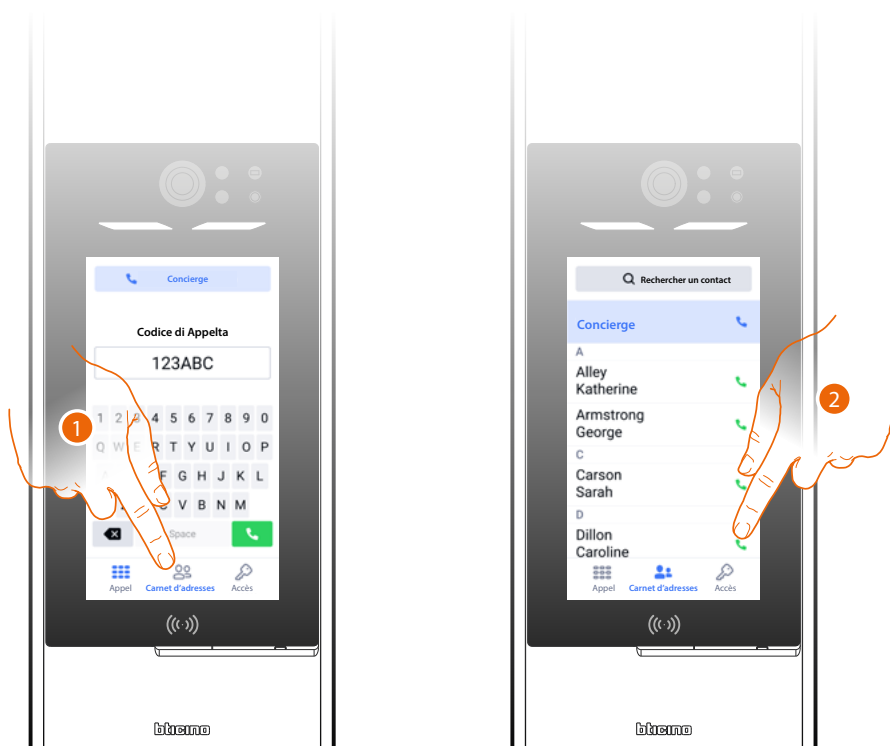 Concierge
Codice di Appelta
123ABC
1
1 2 3 4 5 6 7 8 9 0
Q W E R T Y U I O P
F G H J K L
V B N M
Space
Appel Carnet d'adresses Accès
bticino
Rechercher un contact
Concierge
A
Alley
Katherine
2
Armstrong
George
C
Carson
Sarah
D
Dillon
Caroline
Appel Carnet d'adresses Accès
bticino